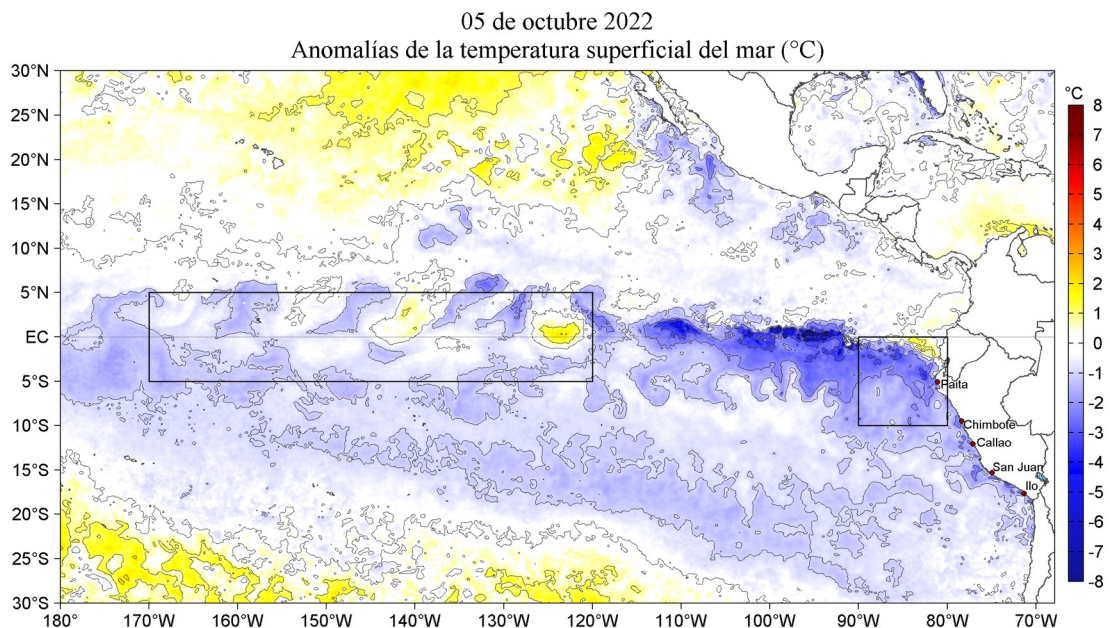 05 de octubre 2022
Anomalías de la temperatura superficial del mar (°C)
°C
30°N
25°N
20°N
15°N
10°N
5°N
EC
5°S
10°S
15°S
20°S
25°S
30°S
Paita
Chimbote
Callao
San Juan
Ilo
8
7
6
5
4
3
2
1
0
-1
-2
-3
-4
-5
-6
-7
-8
180 170°W 160°W 150°W 140°W 130°W 120°W 110°W 100°W 90°W 80°W 70°W